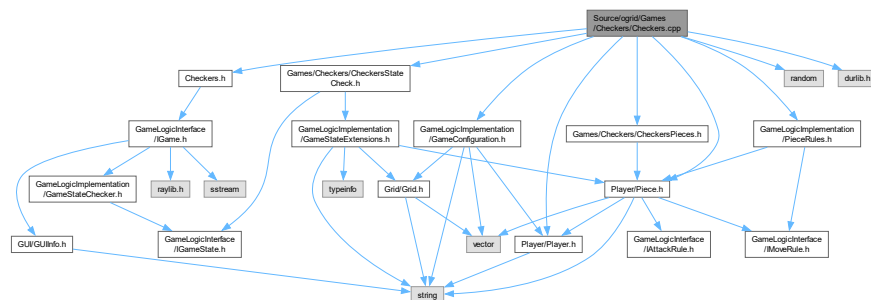 Source/ogrid/Games
/Checkers/Checkers.cpp
Checkers.h
Games/Checkers/CheckersState
Check.h
random
durlib.h
GameLogicInterface
/IGame.h
GameLogicImplementation
/GameStateExtensions.h
GameLogicImplementation
/GameConfiguration.h
Games/Checkers/CheckersPieces.h
GameLogicImplementation
/PieceRules.h
GameLogicImplementation
/GameStateChecker.h
raylib.h
sstream
typeinfo
Grid/Grid.h
Player/Piece.h
GUI/GUIInfo.h
GameLogicInterface
/IGameState.h
vector
Player/Player.h
GameLogicInterface
/IAttackRule.h
GameLogicInterface
/IMoveRule.h
string